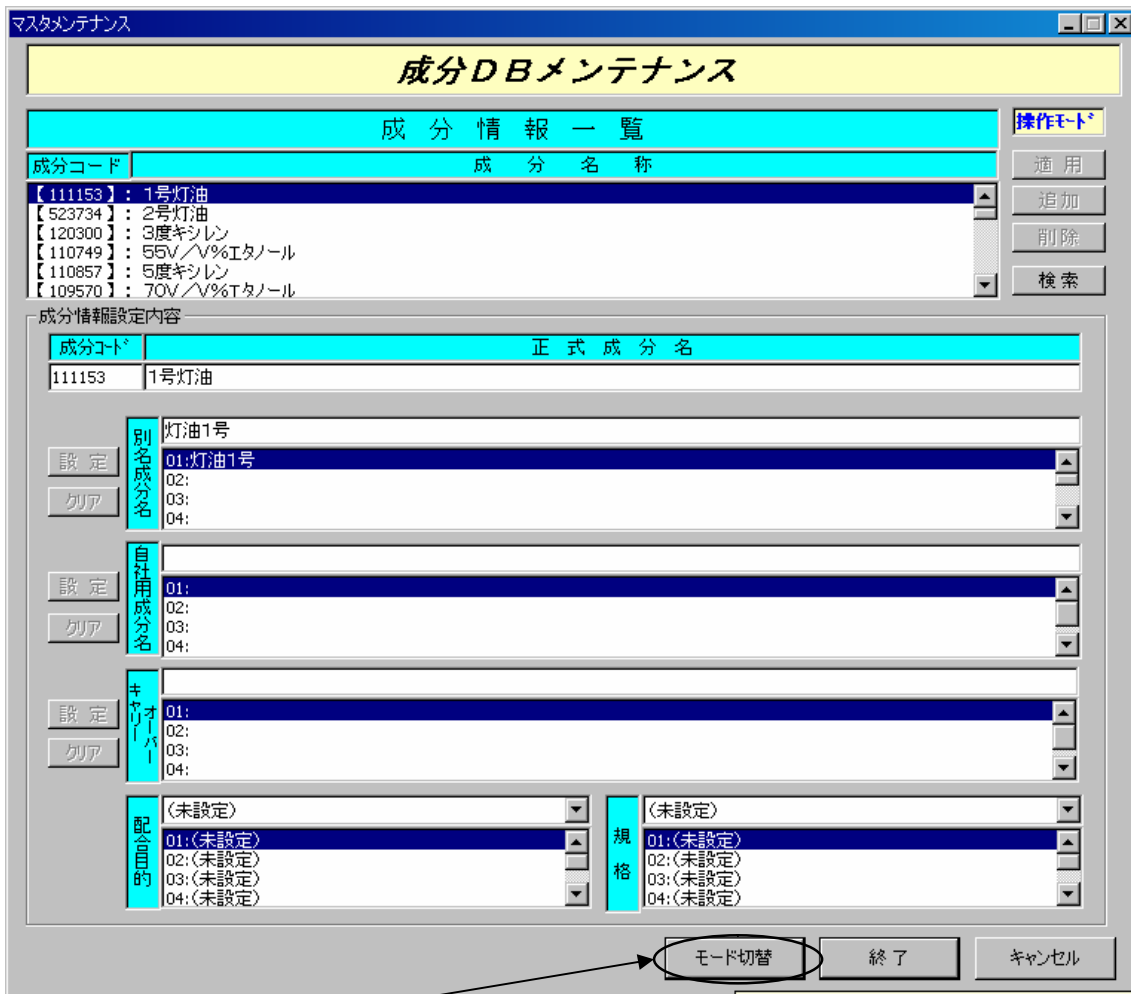 マスタメンテナンス
成分DBメンテナンス
成分情報一覧
操作ﾓｰﾄﾞ
成分コード 成分名称
適用
【111153】: 1号灯油
【523734】: 2号灯油
【120300】: 3度キシレン
【110749】: 55V/V%エタノール
【110857】: 5度キシレン
【109570】: 70V/V%エタノール
追加
削除
検索
成分情報設定内容
成分ｺｰﾄﾞ 正式成分名
111153 1号灯油
別名成分名
灯油1号
設定
クリア
01:灯油1号
02:
03:
04:
自社用成分名
設定
クリア
01:
02:
03:
04:
キャリーオーバー
設定
クリア
01:
02:
03:
04:
配合目的
(未設定)
01:(未設定)
02:(未設定)
03:(未設定)
04:(未設定)
規格
(未設定)
01:(未設定)
02:(未設定)
03:(未設定)
04:(未設定)
モード切替 終了 キャンセル